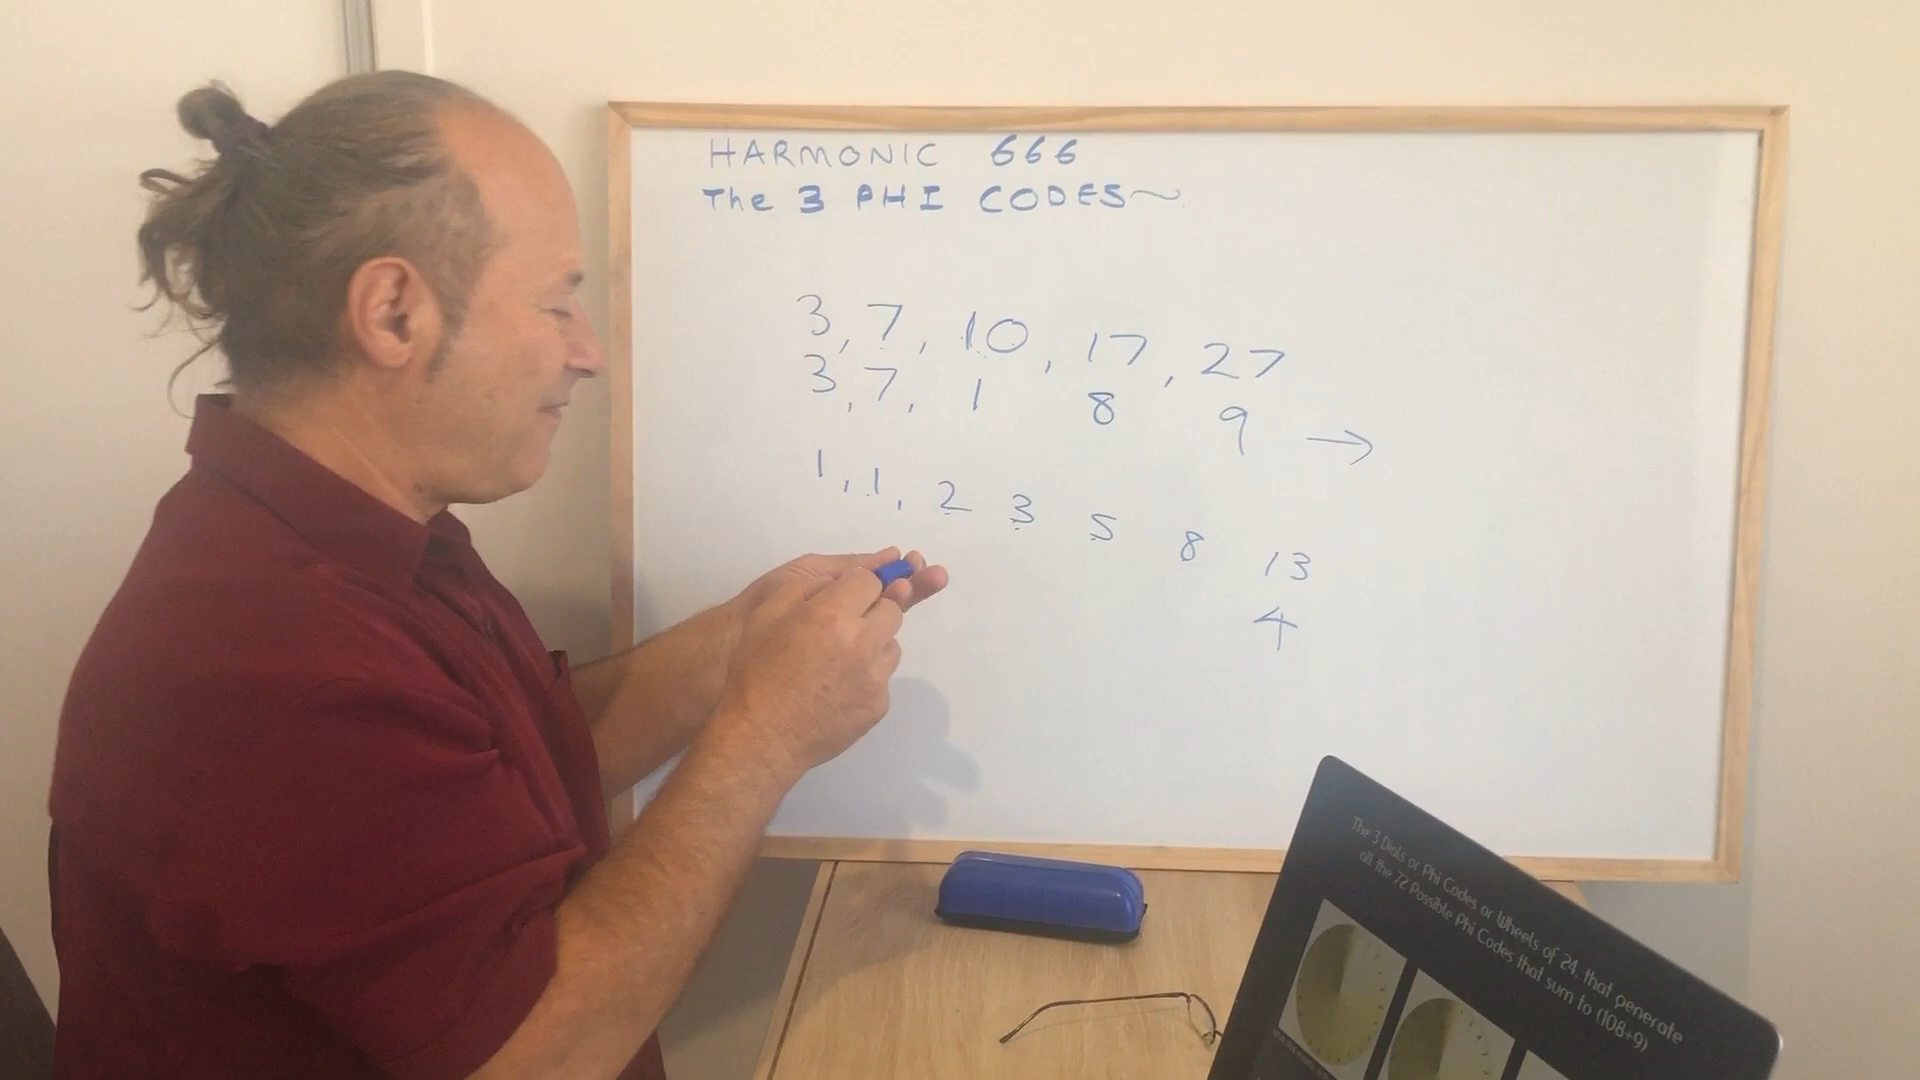 HARMONIC 666
The 3 PHI CODES~
3, 7, 10, 17, 27
3, 7, 1 8 9 →
1, 1, 2 3 5 8 13
4
The 3 Dials or Phi Codes or Wheels of 24, that generate
all the 72 Possible Phi Codes that sum to (108+9)